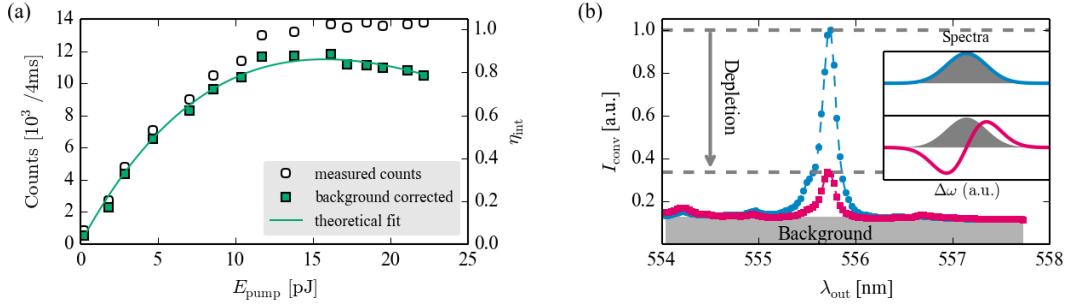 (a)
14
12
10
8
6
4
2
0
Counts [10³ /4ms]
1.0
0.8
0.6
0.4
0.2
0.0
η_int
measured counts
background corrected
theoretical fit
0 5 10 15 20 25
E_pump [pJ]
(b)
1.0
0.8
0.6
0.4
0.2
I_conv [a.u.]
Depletion
Spectra
Δω (a.u.)
Background
554 555 556 557 558
λ_out [nm]